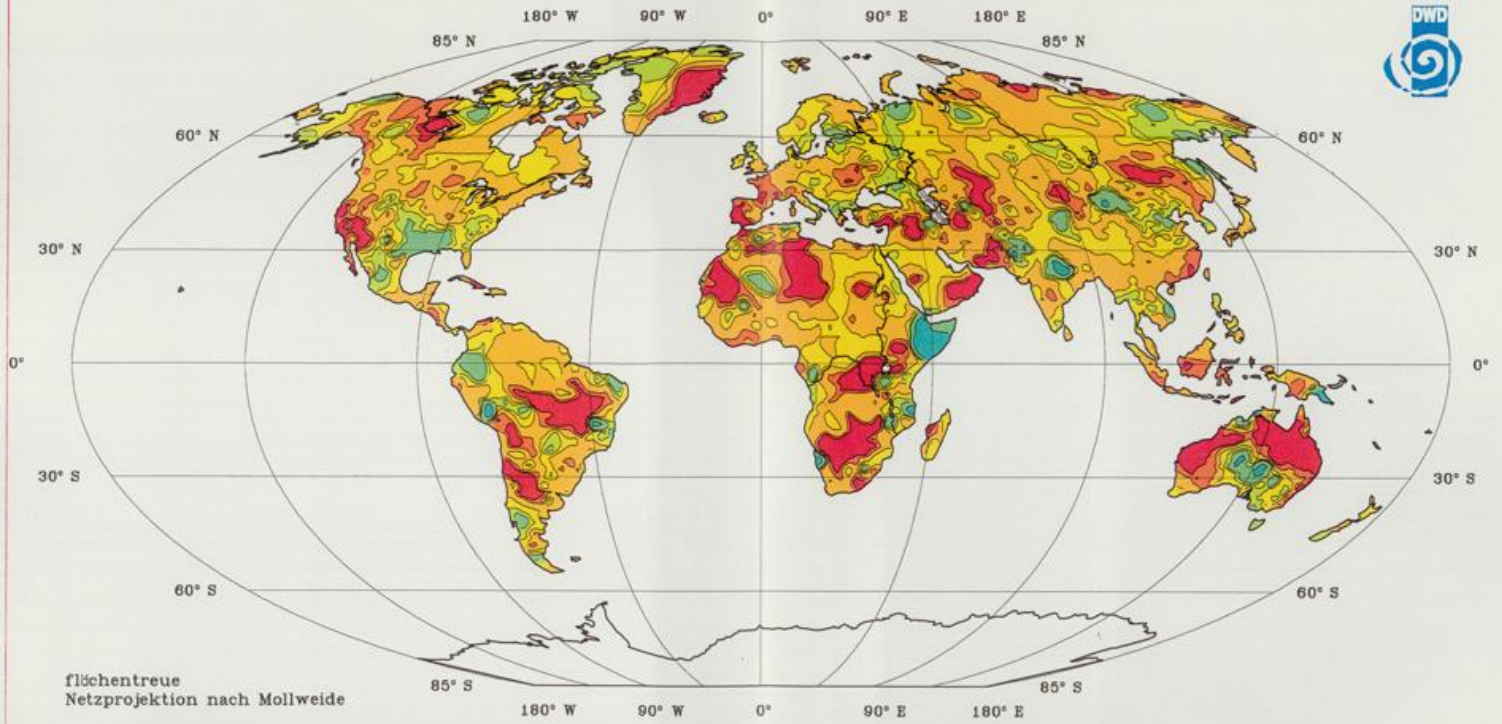 180° W 90° W 0° 90° E 180° E
DWD
85° N 85° N
60° N 60° N
30° N 30° N
0° 0°
30° S 30° S
60° S 60° S
flächentreue
Netzprojektion nach Mollweide
85° S 85° S
180° W 90° W 0° 90° E 180° E